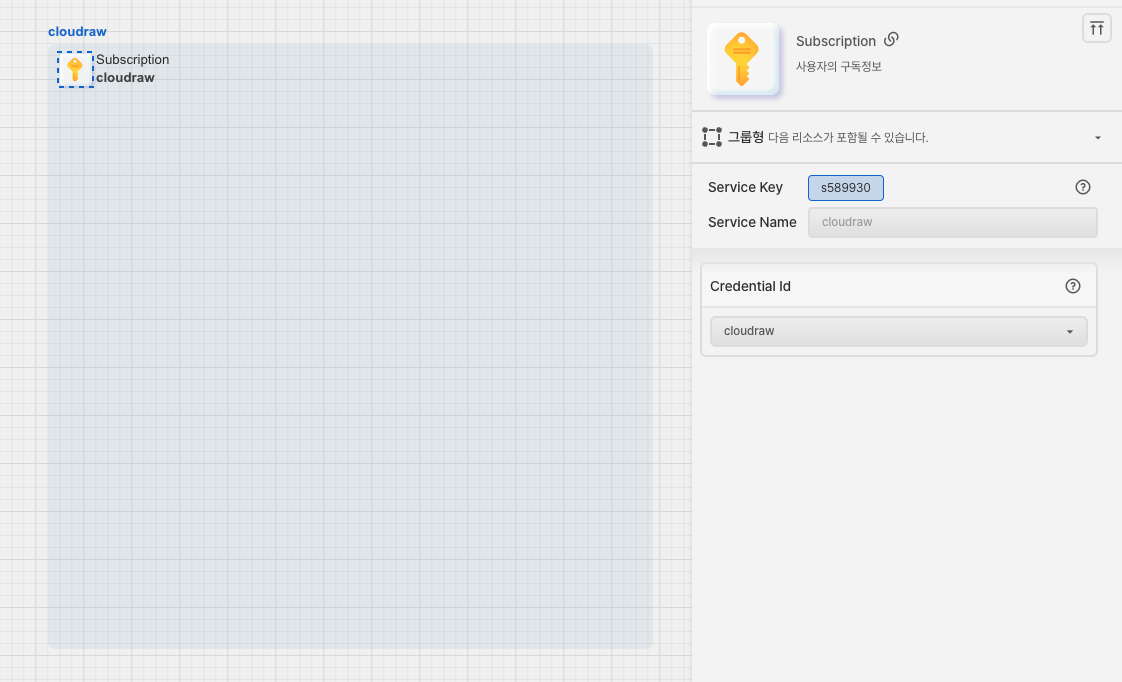 cloudraw
Subscription
cloudraw
Subscription
사용자의 구독정보
그룹형 다음 리소스가 포함될 수 있습니다.
Service Key s589930
Service Name cloudraw
Credential Id
cloudraw